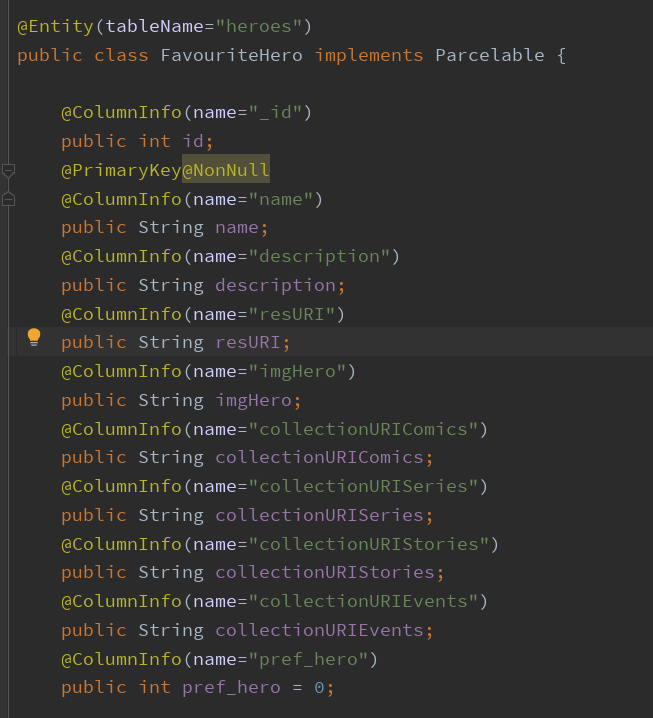 @Entity(tableName="heroes")
public class FavouriteHero implements Parcelable {
@ColumnInfo(name="_id")
public int id;
@PrimaryKey@NonNull
@ColumnInfo(name="name")
public String name;
@ColumnInfo(name="description")
public String description;
@ColumnInfo(name="resURI")
public String resURI;
@ColumnInfo(name="imgHero")
public String imgHero;
@ColumnInfo(name="collectionURIComics")
public String collectionURIComics;
@ColumnInfo(name="collectionURISeries")
public String collectionURISeries;
@ColumnInfo(name="collectionURIStories")
public String collectionURIStories;
@ColumnInfo(name="collectionURIEvents")
public String collectionURIEvents;
@ColumnInfo(name="pref_hero")
public int pref_hero = 0;